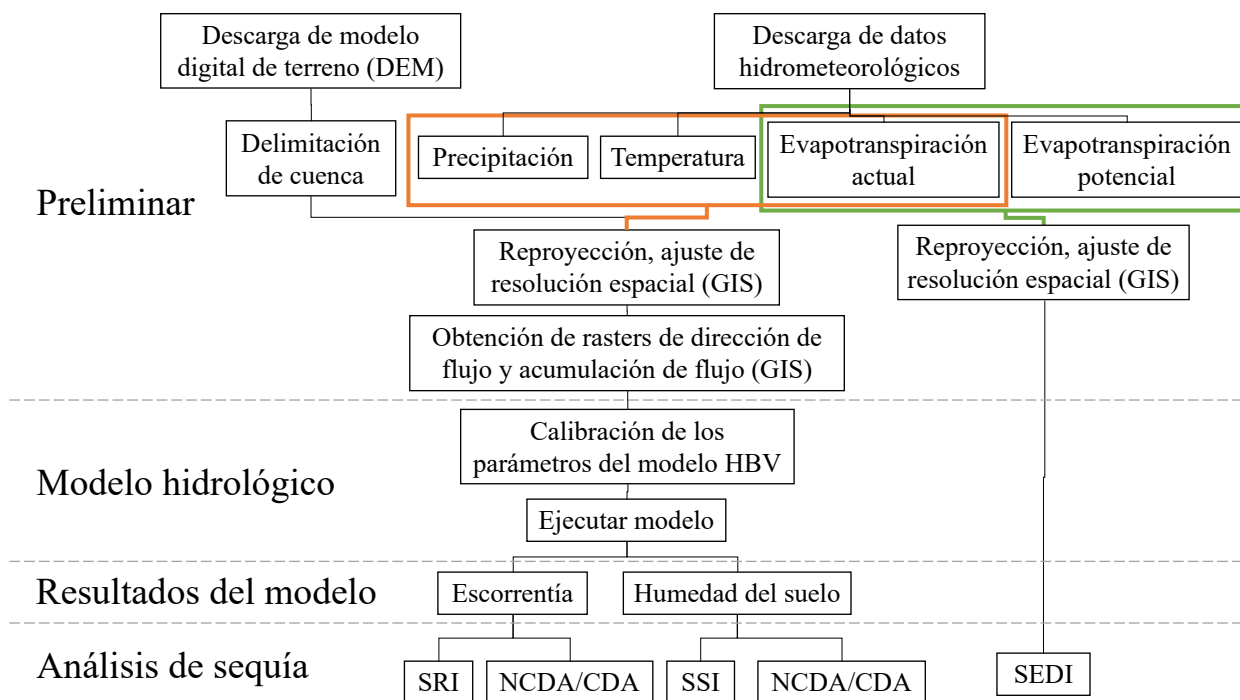 Descarga de modelo
digital de terreno (DEM)
Descarga de datos
hidrometeorológicos
Preliminar
Delimitación
de cuenca
Precipitación
Temperatura
Evapotranspiración
actual
Evapotranspiración
potencial
Reproyección, ajuste de
resolución espacial (GIS)
Reproyección, ajuste de
resolución espacial (GIS)
Obtención de rasters de dirección de
flujo y acumulación de flujo (GIS)
Modelo hidrológico
Calibración de los
parámetros del modelo HBV
Ejecutar modelo
Resultados del modelo
Escorrentía
Humedad del suelo
Análisis de sequía
SRI
NCDA/CDA
SSI
NCDA/CDA
SEDI